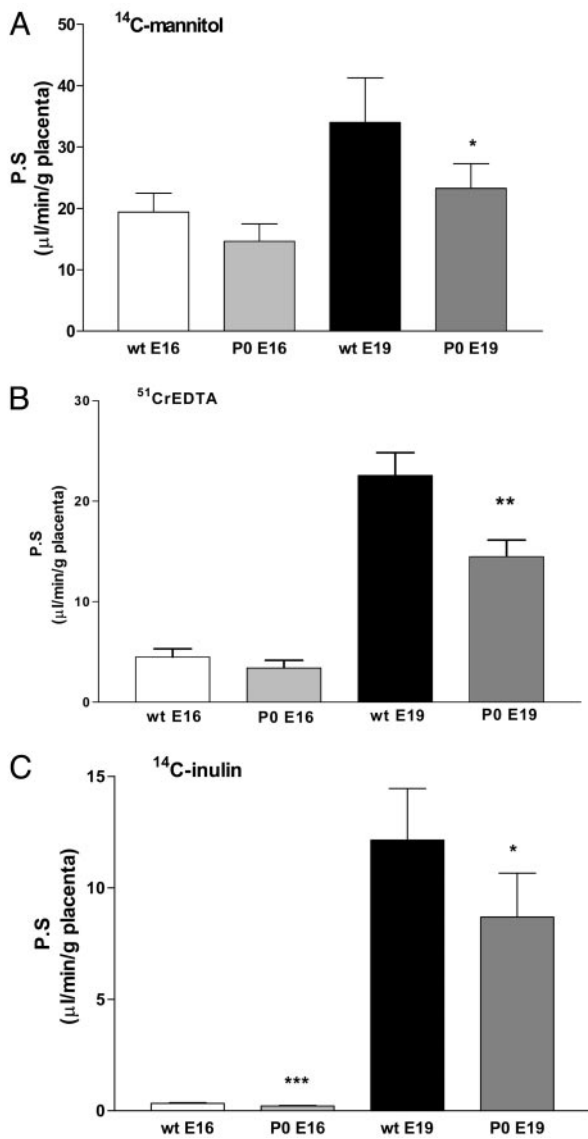 A
¹⁴C-mannitol
P.S
(μl/min/g placenta)
50
40
30
20
10
0
*
wt E16 P0 E16 wt E19 P0 E19
B
⁵¹CrEDTA
P.S
(μl/min/g placenta)
30
20
10
0
**
wt E16 P0 E16 wt E19 P0 E19
C
¹⁴C-inulin
P.S
(μl/min/g placenta)
15
10
5
0
***
*
wt E16 P0 E16 wt E19 P0 E19